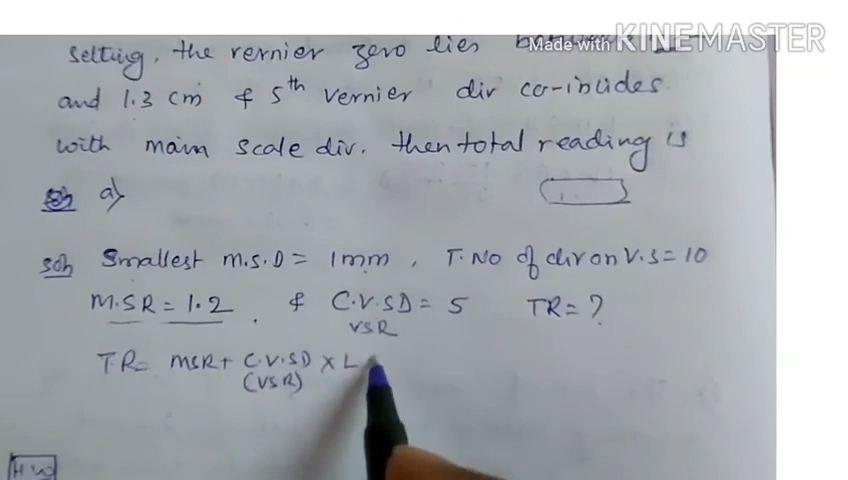 Made with KINEMASTER
setting, the vernier zero lies
and 1.3 cm & 5th vernier div co-incides
with main scale div. then total reading is
a)
Soln Smallest M.S.D = 1mm, T. No of div on V.S = 10
M.S.R = 1.2 & C.V.S.D = 5 TR = ?
VSR
T.R = MSR + C.V.SD x L
(VSR)
H.W